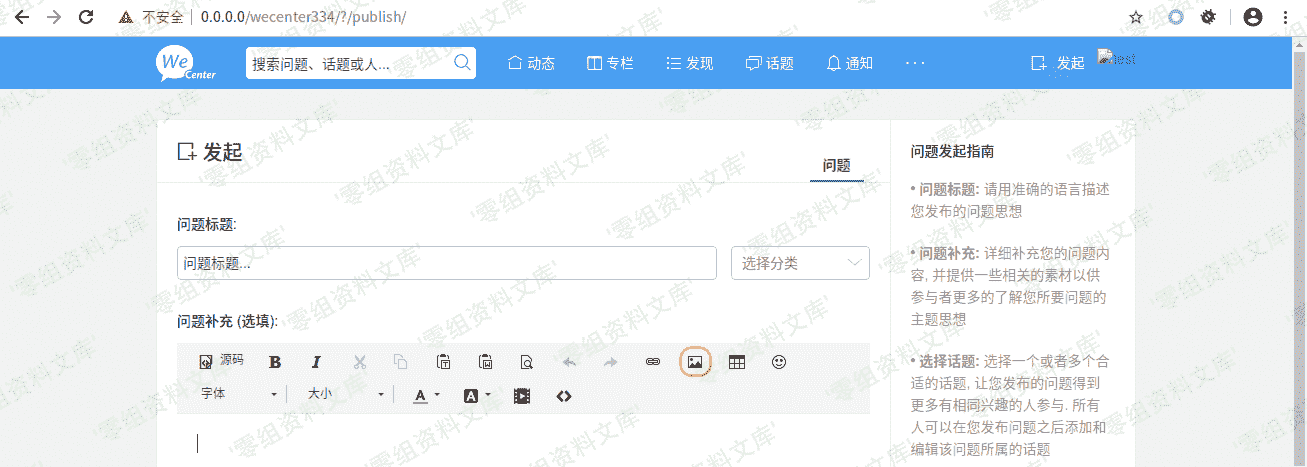 不安全 0.0.0.0/wecenter334/?/publish/
WeCenter
搜索问题、话题或人...
动态 专栏 发现 话题 通知 ··· 发起 test
发起
问题
问题标题:
问题标题...
选择分类
问题补充 (选填):
源码 B I
字体 大小 A A
问题发起指南
• 问题标题: 请用准确的语言描述
您发布的问题思想
• 问题补充: 详细补充您的问题内
容, 并提供一些相关的素材以供
参与者更多的了解您所要问题的
主题思想
• 选择话题: 选择一个或者多个合
适的话题, 让您发布的问题得到
更多有相同兴趣的人参与. 所有
人可以在您发布问题之后添加和
编辑该问题所属的话题
'零组资料文库'